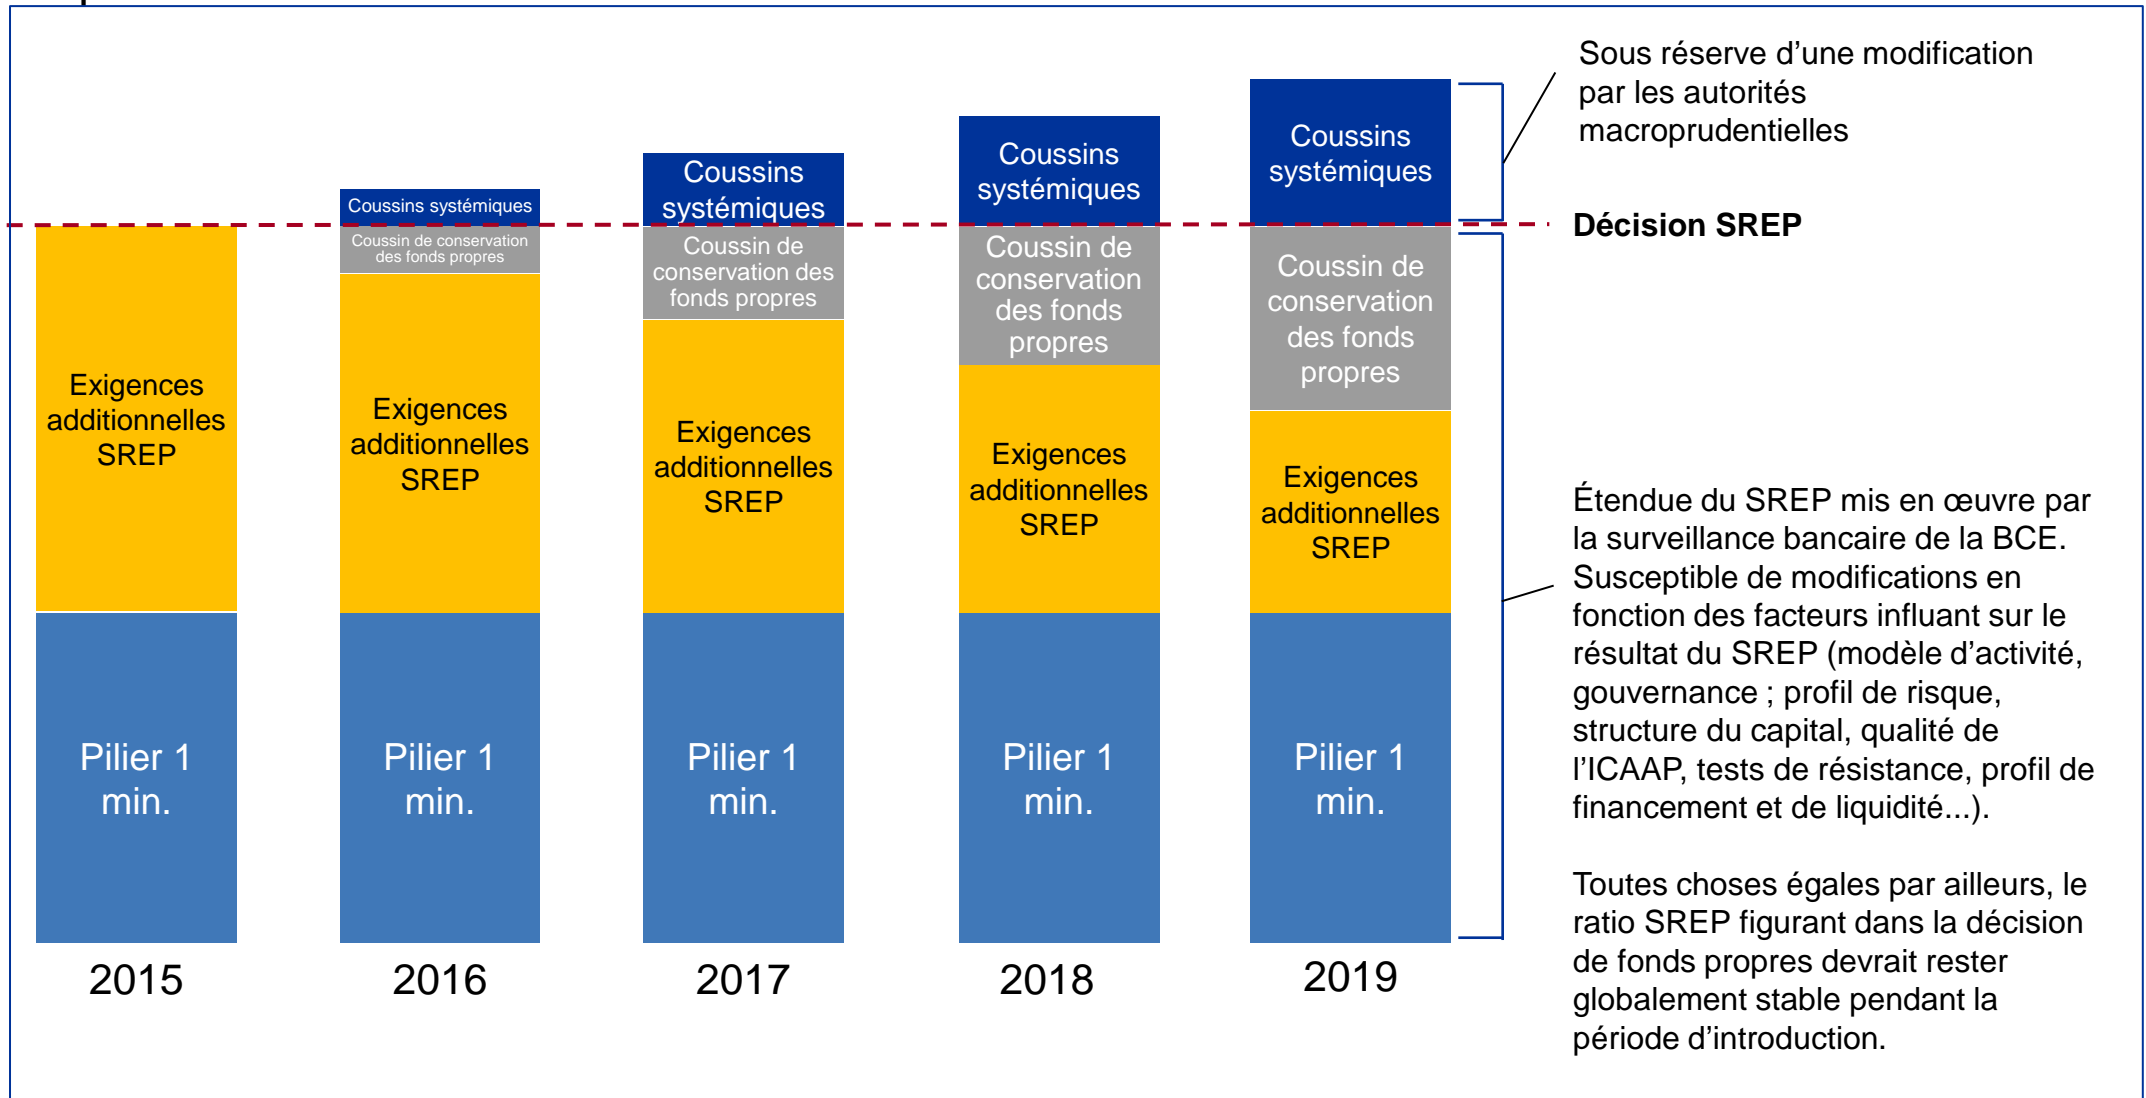 Exigences
additionnelles
SREP
Pilier 1
min.
2015
Coussins systémiques
Coussin de conservation
des fonds propres
Exigences
additionnelles
SREP
Pilier 1
min.
2016
Coussins
systémiques
Coussin de
conservation des
fonds propres
Exigences
additionnelles
SREP
Pilier 1
min.
2017
Coussins
systémiques
Coussin de
conservation
des fonds
propres
Exigences
additionnelles
SREP
Pilier 1
min.
2018
Coussins
systémiques
Coussin de
conservation
des fonds
propres
Exigences
additionnelles
SREP
Pilier 1
min.
2019
Sous réserve d’une modification
par les autorités
macroprudentielles
Décision SREP
Étendue du SREP mis en œuvre par
la surveillance bancaire de la BCE.
Susceptible de modifications en
fonction des facteurs influant sur le
résultat du SREP (modèle d’activité,
gouvernance ; profil de risque,
structure du capital, qualité de
l’ICAAP, tests de résistance, profil de
financement et de liquidité...).
Toutes choses égales par ailleurs, le
ratio SREP figurant dans la décision
de fonds propres devrait rester
globalement stable pendant la
période d’introduction.